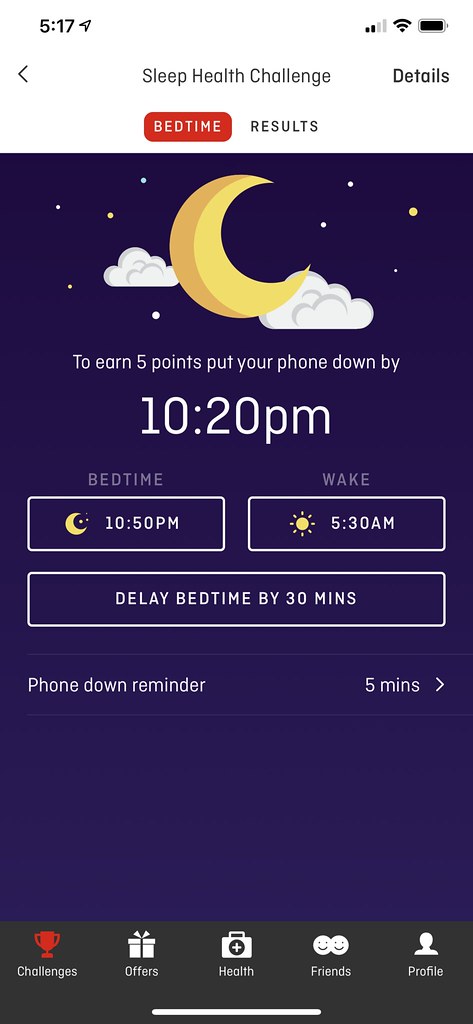 5:17
Sleep Health Challenge
Details
BEDTIME
RESULTS
To earn 5 points put your phone down by
10:20pm
BEDTIME
WAKE
10:50PM
5:30AM
DELAY BEDTIME BY 30 MINS
Phone down reminder
5 mins
Challenges
Offers
Health
Friends
Profile